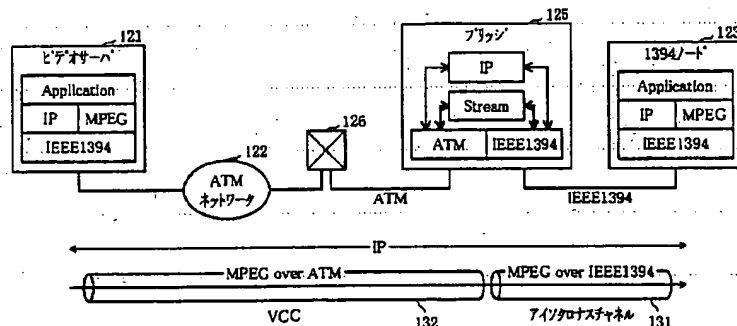 121
ビデオサーバ
Application
IP MPEG
IEEE1394
122
ATM
ネットワータ
126
ATM
125
ブリッジ
IP
Stream
ATM IEEE1394
IEEE1394
123
1394ノード
Application
IP MPEG
IEEE1394
IP
MPEG over ATM
MPEG over IEEE1394
VCC
132
アイソタロナスチャネル
131